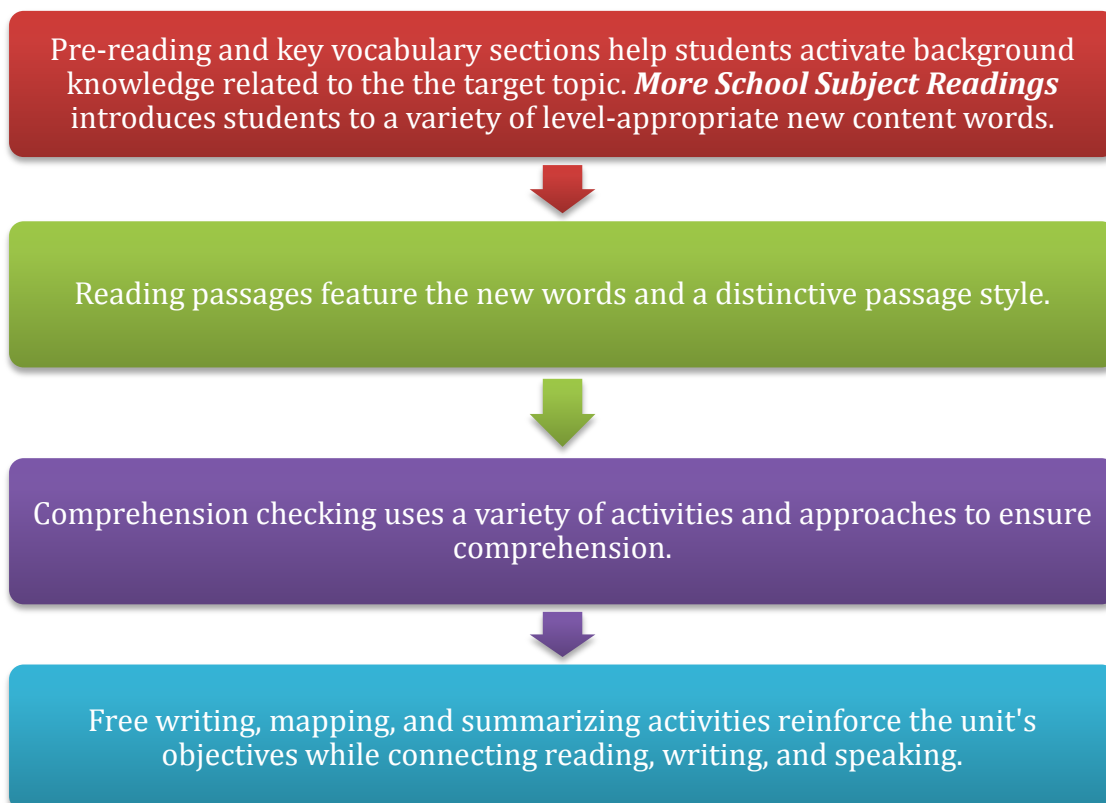 Pre-reading and key vocabulary sections help students activate background
knowledge related to the the target topic. More School Subject Readings
introduces students to a variety of level-appropriate new content words.
Reading passages feature the new words and a distinctive passage style.
Comprehension checking uses a variety of activities and approaches to ensure
comprehension.
Free writing, mapping, and summarizing activities reinforce the unit's
objectives while connecting reading, writing, and speaking.